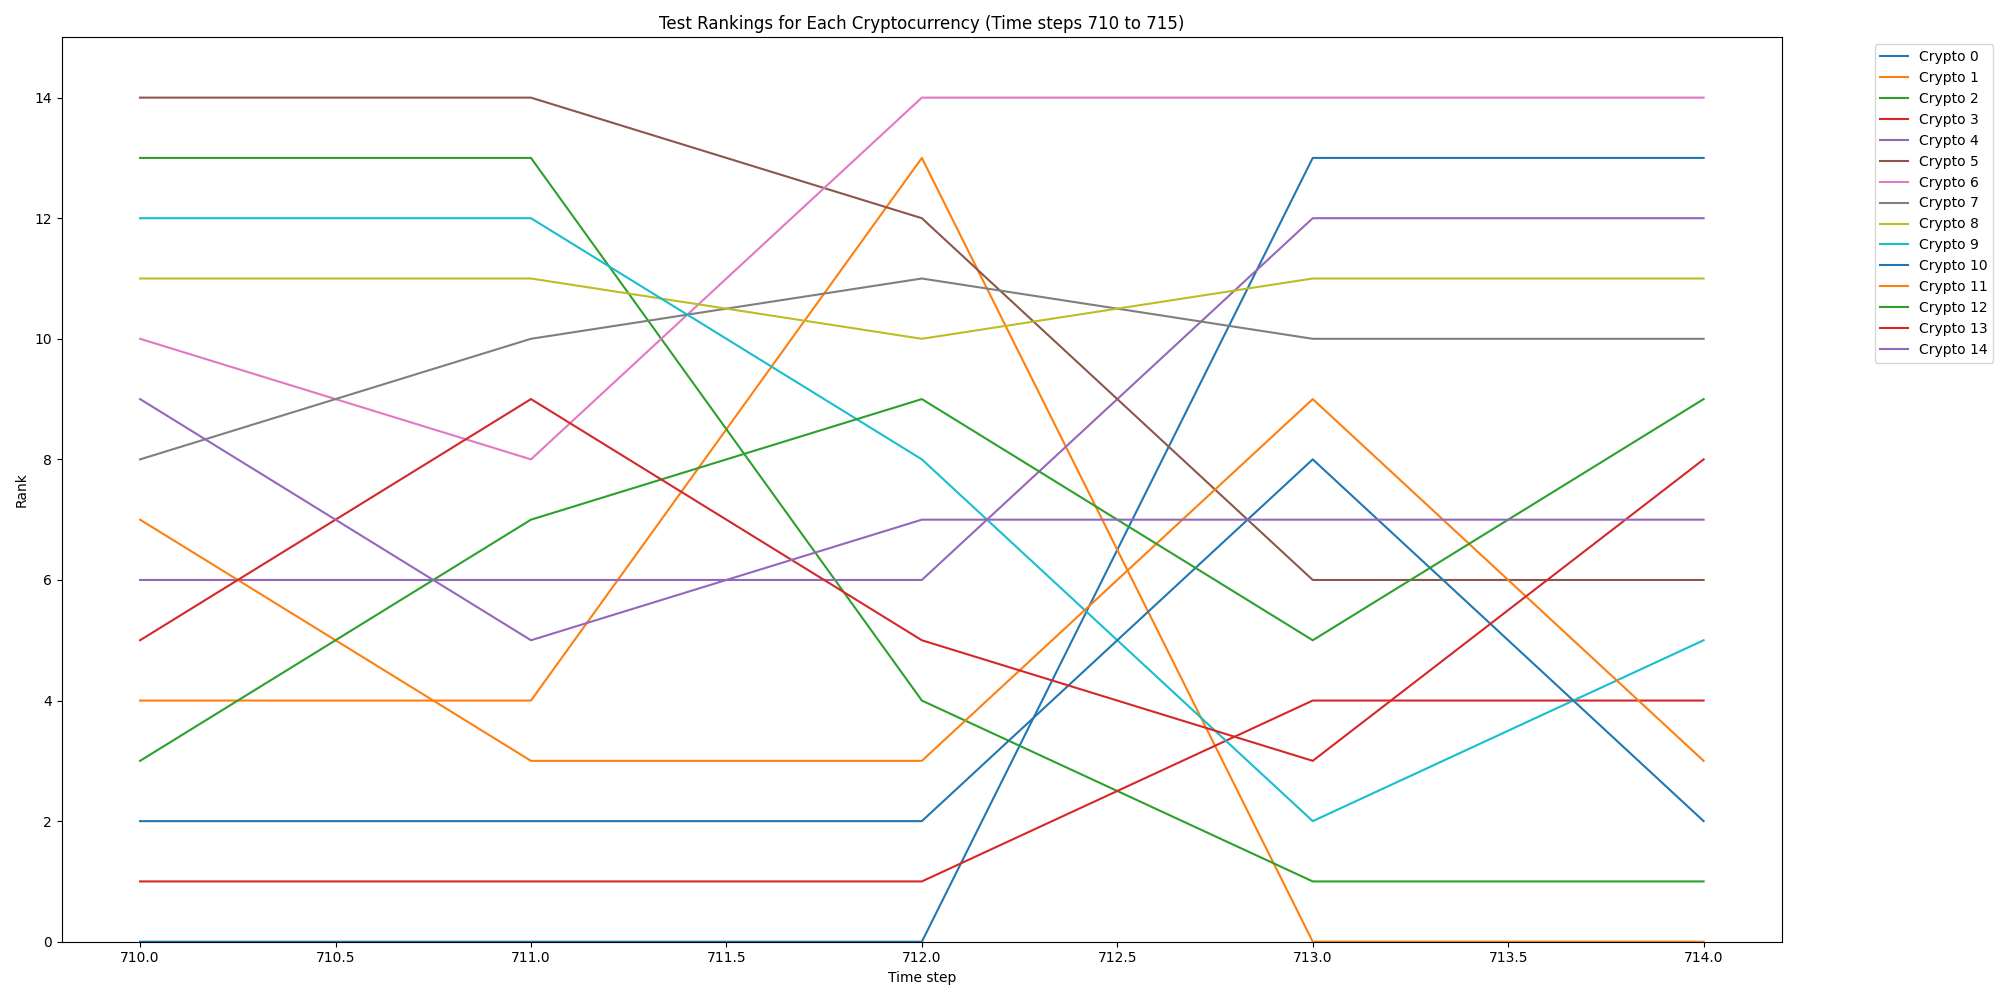 Test Rankings for Each Cryptocurrency (Time steps 710 to 715)
Rank
14
12
10
8
6
4
2
0
710.0 710.5 711.0 711.5 712.0 712.5 713.0 713.5 714.0
Time step
Crypto 0
Crypto 1
Crypto 2
Crypto 3
Crypto 4
Crypto 5
Crypto 6
Crypto 7
Crypto 8
Crypto 9
Crypto 10
Crypto 11
Crypto 12
Crypto 13
Crypto 14